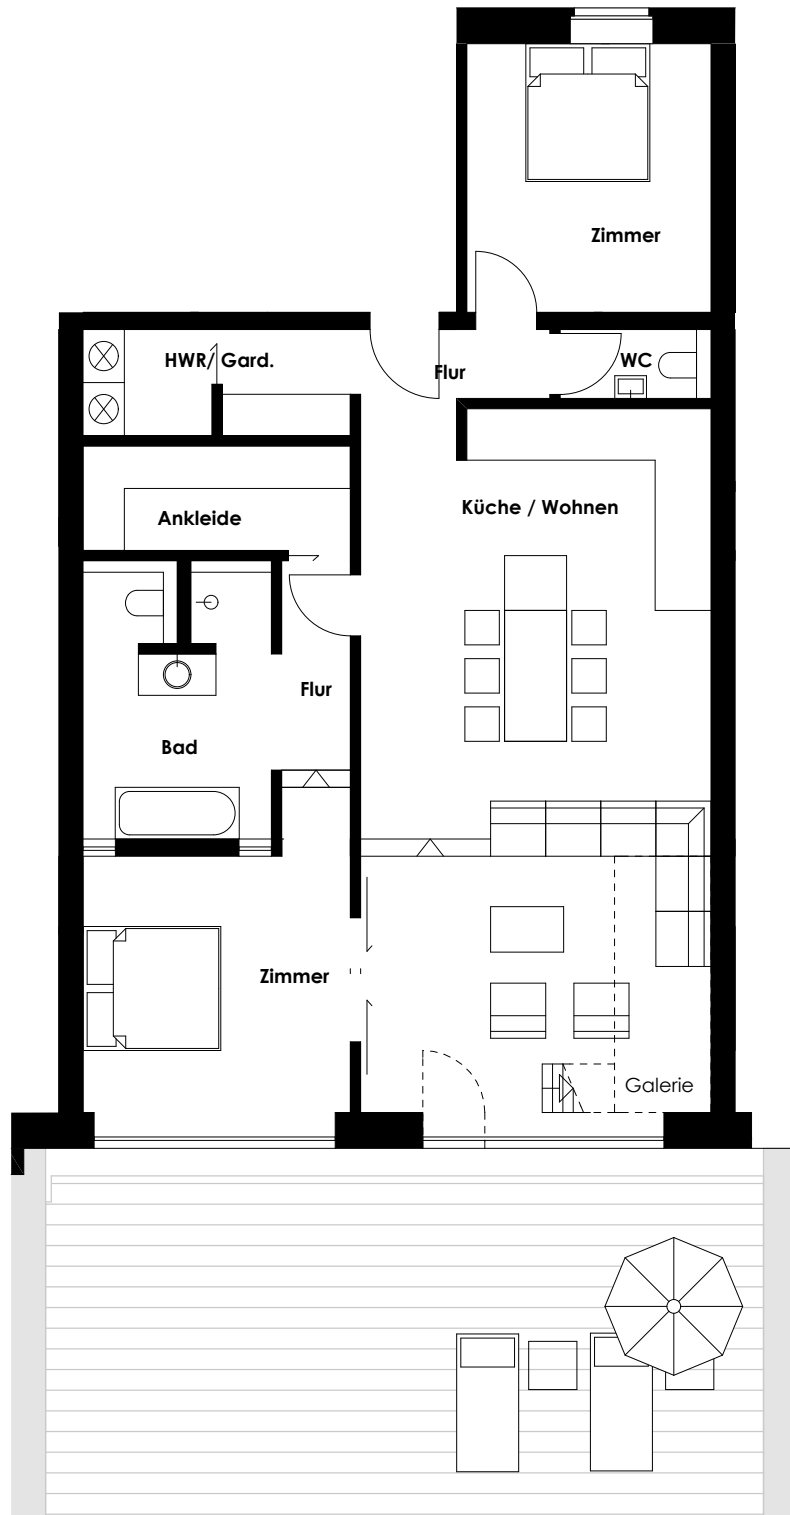 Zimmer
HWR/ Gard.
Flur
WC
Küche / Wohnen
Ankleide
Flur
Bad
Zimmer
Galerie